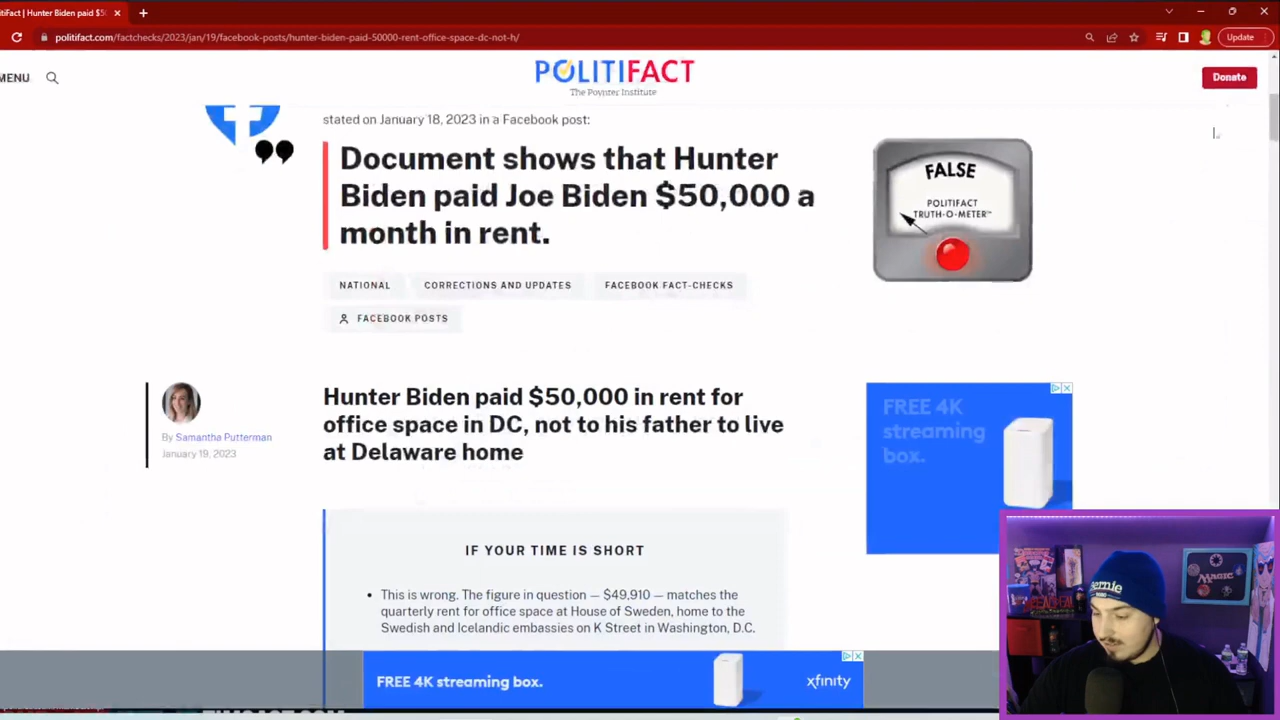 litiFact | Hunter Biden paid $50
politifact.com/factchecks/2023/jan/19/facebook-posts/hunter-biden-paid-50000-rent-office-space-dc-not-h/
Update
MENU
POLITIFACT
The Poynter Institute
Donate
stated on January 18, 2023 in a Facebook post:
Document shows that Hunter
Biden paid Joe Biden $50,000 a
month in rent.
FALSE
POLITIFACT
TRUTH-O-METER™
NATIONAL
CORRECTIONS AND UPDATES
FACEBOOK FACT-CHECKS
FACEBOOK POSTS
By Samantha Putterman
January 19, 2023
Hunter Biden paid $50,000 in rent for
office space in DC, not to his father to live
at Delaware home
FREE 4K
streaming
box.
IF YOUR TIME IS SHORT
• This is wrong. The figure in question — $49,910 — matches the
quarterly rent for office space at House of Sweden, home to the
Swedish and Icelandic embassies on K Street in Washington, D.C.
FREE 4K streaming box.
xfinity
MAGIC
ernie